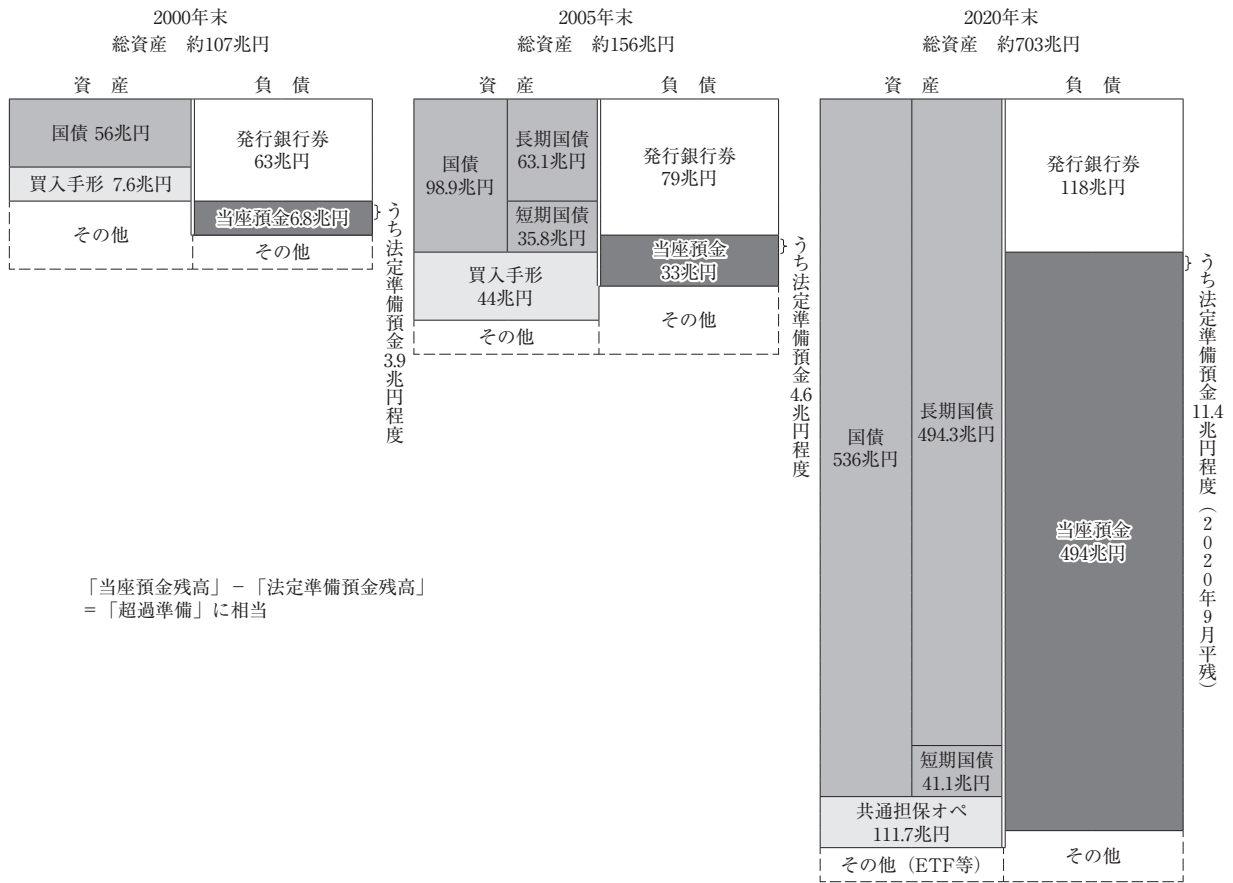 2000年末
総資産 約107兆円
資 産
負 債
国債 56兆円
買入手形 7.6兆円
その他
発行銀行券
63兆円
当座預金6.8兆円
その他
うち法定準備預金3.9兆円程度
2005年末
総資産 約156兆円
資 産
負 債
国債
98.9兆円
長期国債
63.1兆円
短期国債
35.8兆円
買入手形
44兆円
その他
発行銀行券
79兆円
当座預金
33兆円
その他
うち法定準備預金4.6兆円程度
2020年末
総資産 約703兆円
資 産
負 債
国債
536兆円
長期国債
494.3兆円
短期国債
41.1兆円
共通担保オペ
111.7兆円
その他(ETF等)
発行銀行券
118兆円
当座預金
494兆円
その他
うち法定準備預金11.4兆円程度(2020年9月平残)
「当座預金残高」-「法定準備預金残高」
=「超過準備」に相当